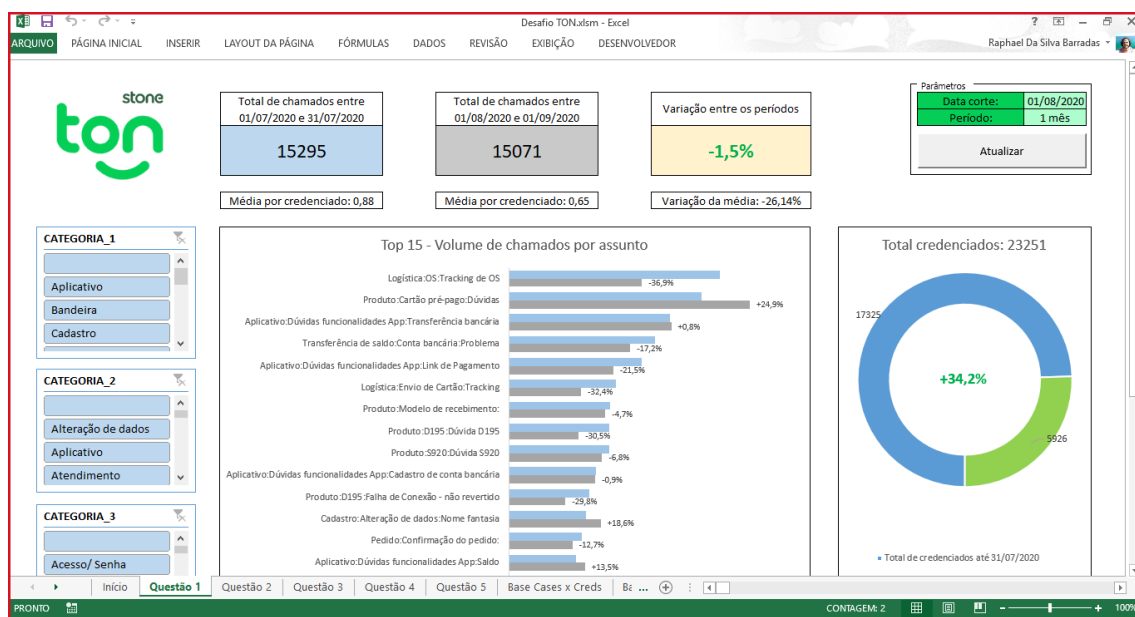 Desafio TON.xlsm - Excel
ARQUIVO PÁGINA INICIAL INSERIR LAYOUT DA PÁGINA FÓRMULAS DADOS REVISÃO EXIBIÇÃO DESENVOLVEDOR Raphael Da Silva Barradas
stone
ton
Total de chamados entre
01/07/2020 e 31/07/2020
15295
Média por credenciado: 0,88
Total de chamados entre
01/08/2020 e 01/09/2020
15071
Média por credenciado: 0,65
Variação entre os períodos
-1,5%
Variação da média: -26,14%
Parâmetros
Data corte: 01/08/2020
Período: 1 mês
Atualizar
CATEGORIA_1
Aplicativo
Bandeira
Cadastro
CATEGORIA_2
Alteração de dados
Aplicativo
Atendimento
CATEGORIA_3
Acesso/ Senha
Top 15 - Volume de chamados por assunto
Logística:OS:Tracking de OS -36,9%
Produto:Cartão pré-pago:Dúvidas +24,9%
Aplicativo:Dúvidas funcionalidades App:Transferência bancária +0,8%
Transferência de saldo:Conta bancária:Problema -17,2%
Aplicativo:Dúvidas funcionalidades App:Link de Pagamento -21,5%
Logística:Envio de Cartão:Tracking -32,4%
Produto:Modelo de recebimento: -4,7%
Produto:D195:Dúvida D195 -30,5%
Produto:S920:Dúvida S920 -6,8%
Aplicativo:Dúvidas funcionalidades App:Cadastro de conta bancária -0,9%
Produto:D195:Falha de Conexão - não revertido -29,8%
Cadastro:Alteração de dados:Nome fantasia +18,6%
Pedido:Confirmação do pedido: -12,7%
Aplicativo:Dúvidas funcionalidades App:Saldo +13,5%
Total credenciados: 23251
17325
+34,2%
5926
Total de credenciados até 31/07/2020
Início Questão 1 Questão 2 Questão 3 Questão 4 Questão 5 Base Cases x Creds ...
PRONTO CONTAGEM: 2 100%